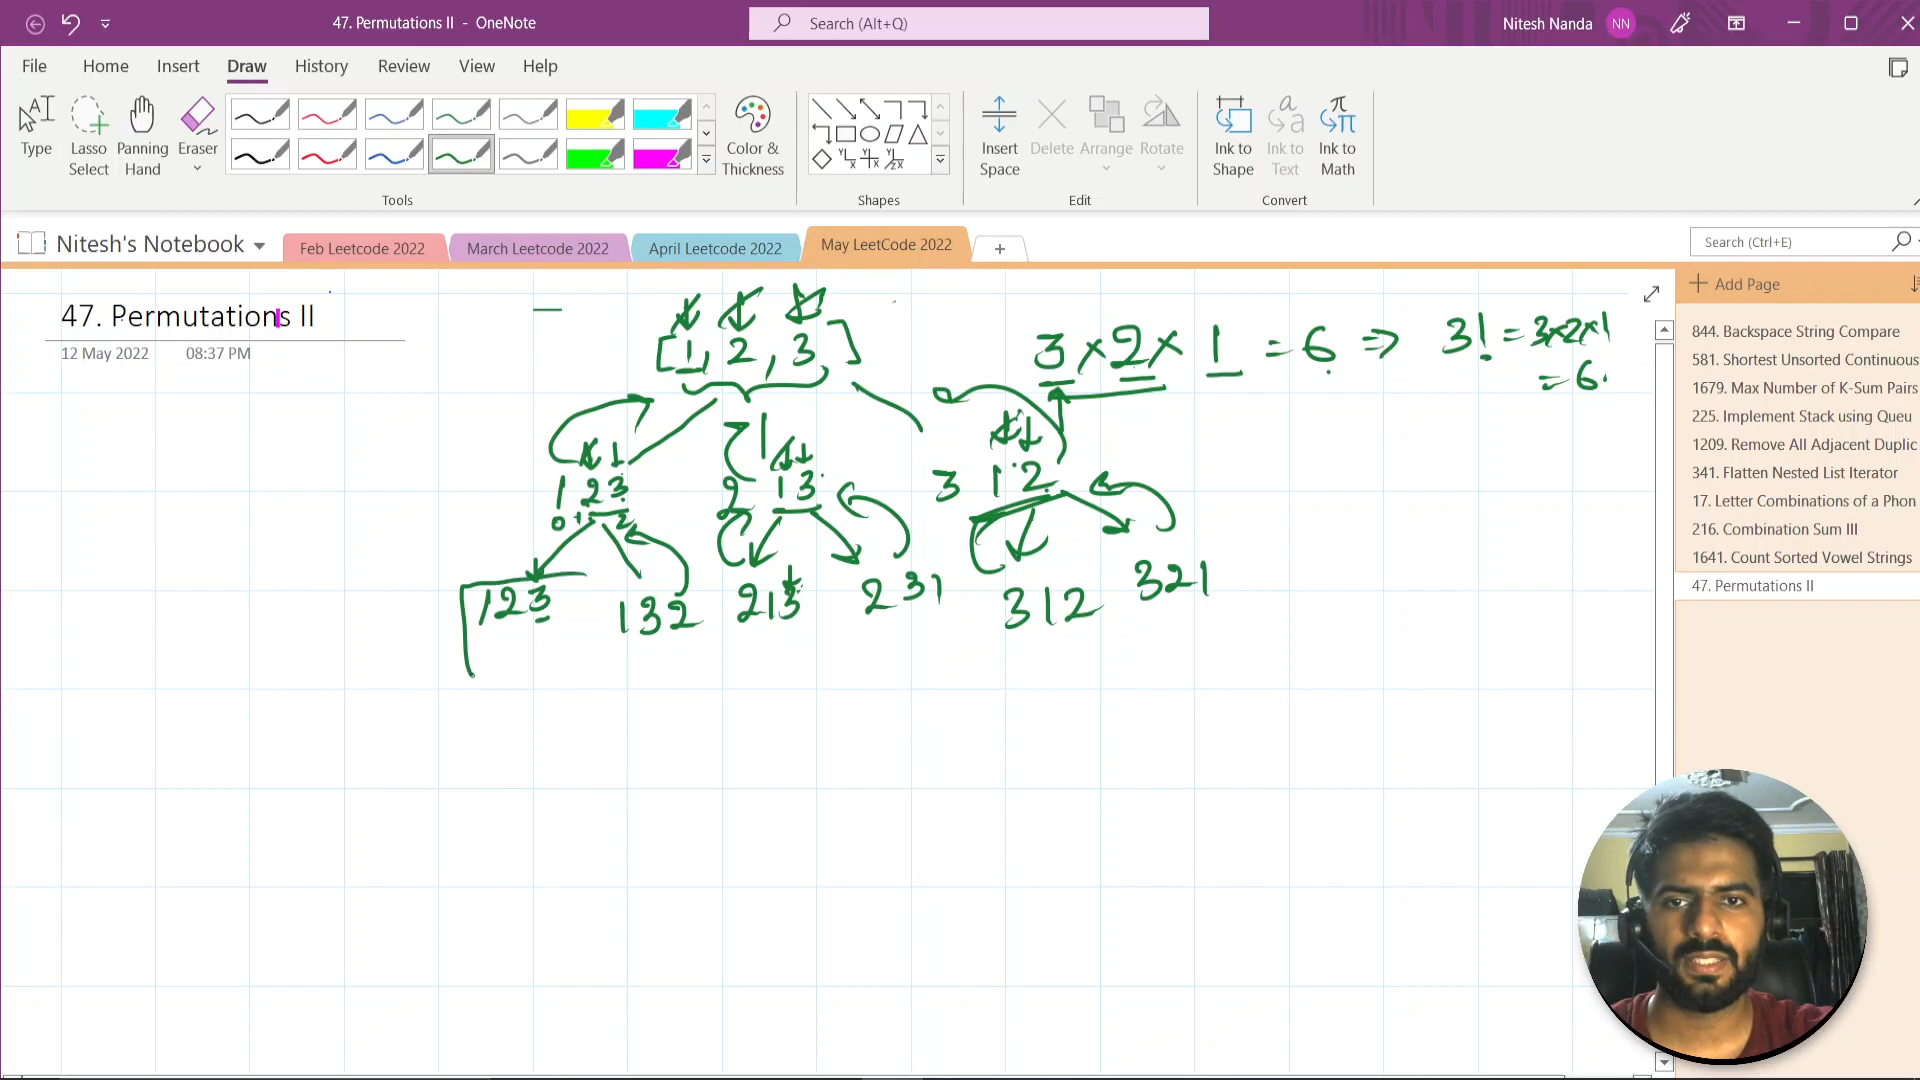 47. Permutations II - OneNote
Search (Alt+Q)
Nitesh Nanda
NN
File Home Insert Draw History Review View Help
Type
Lasso Select
Panning Hand
Eraser
Color & Thickness
Insert Space
Delete
Arrange
Rotate
Ink to Shape
Ink to Text
Ink to Math
Tools
Shapes
Edit
Convert
Nitesh's Notebook
Feb Leetcode 2022
March Leetcode 2022
April Leetcode 2022
May LeetCode 2022
Search (Ctrl+E)
47. Permutations II
12 May 2022 08:37 PM
[1, 2, 3]
3 × 2 × 1 = 6 ⇒ 3! = 3×2×1
= 6.
1 2 3
2 1 3
3 1 2
123 132 213 231 312 321
Add Page
844. Backspace String Compare
581. Shortest Unsorted Continuous
1679. Max Number of K-Sum Pairs
225. Implement Stack using Queu
1209. Remove All Adjacent Duplic
341. Flatten Nested List Iterator
17. Letter Combinations of a Phon
216. Combination Sum III
1641. Count Sorted Vowel Strings
47. Permutations II